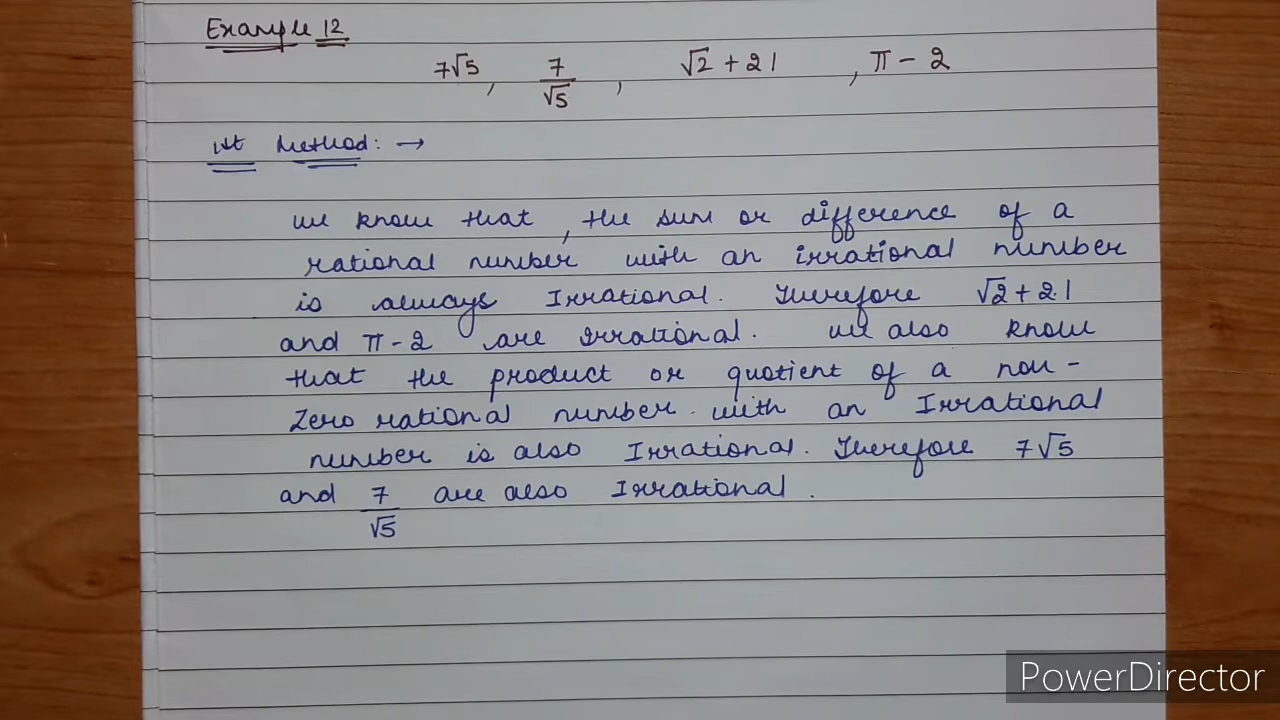 Example 12
7√5, 7/√5, √2 + 21, π - 2
1st Method: →
we know that, the sum or difference of a
rational number with an irrational number
is always Irrational. Therefore √2 + 2.1
and π - 2 are Irrational. we also know
that the product or quotient of a non-
Zero rational number with an Irrational
number is also Irrational. Therefore 7√5
and 7/√5 are also Irrational.
PowerDirector